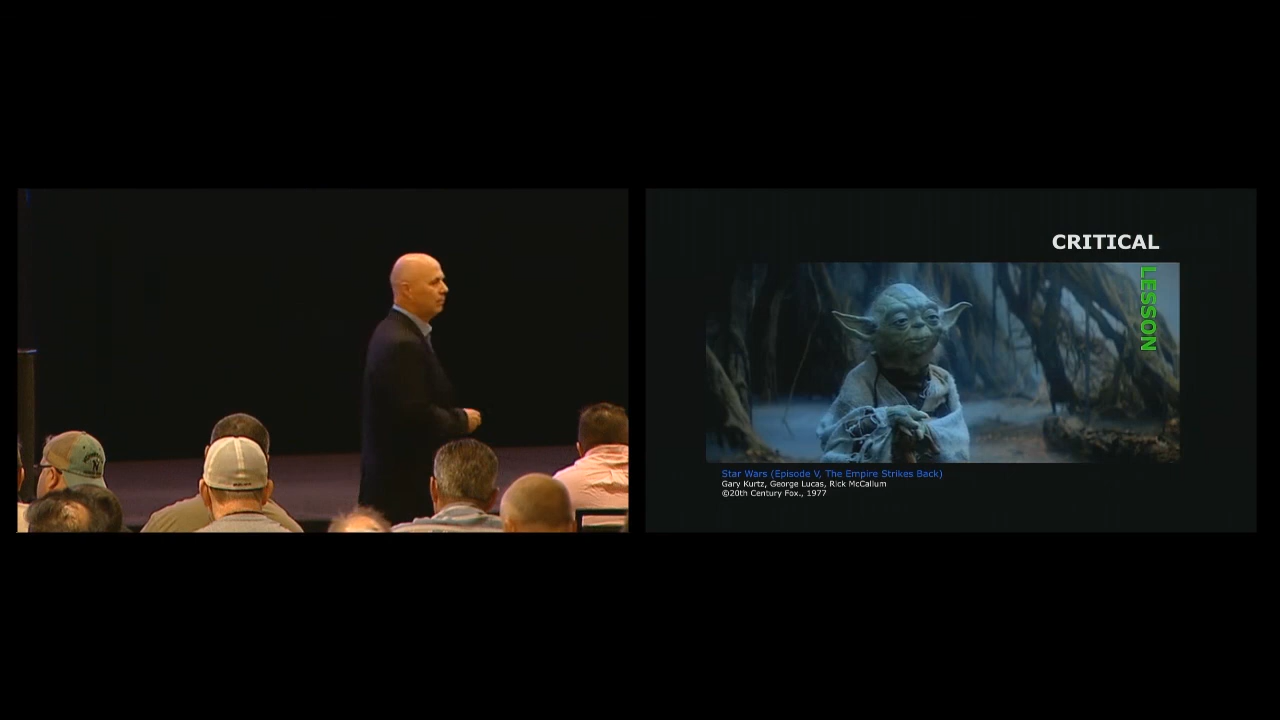 CRITICAL
LESSON
Star Wars (Episode V, The Empire Strikes Back)
Gary Kurtz, George Lucas, Rick McCallum
©20th Century Fox., 1977